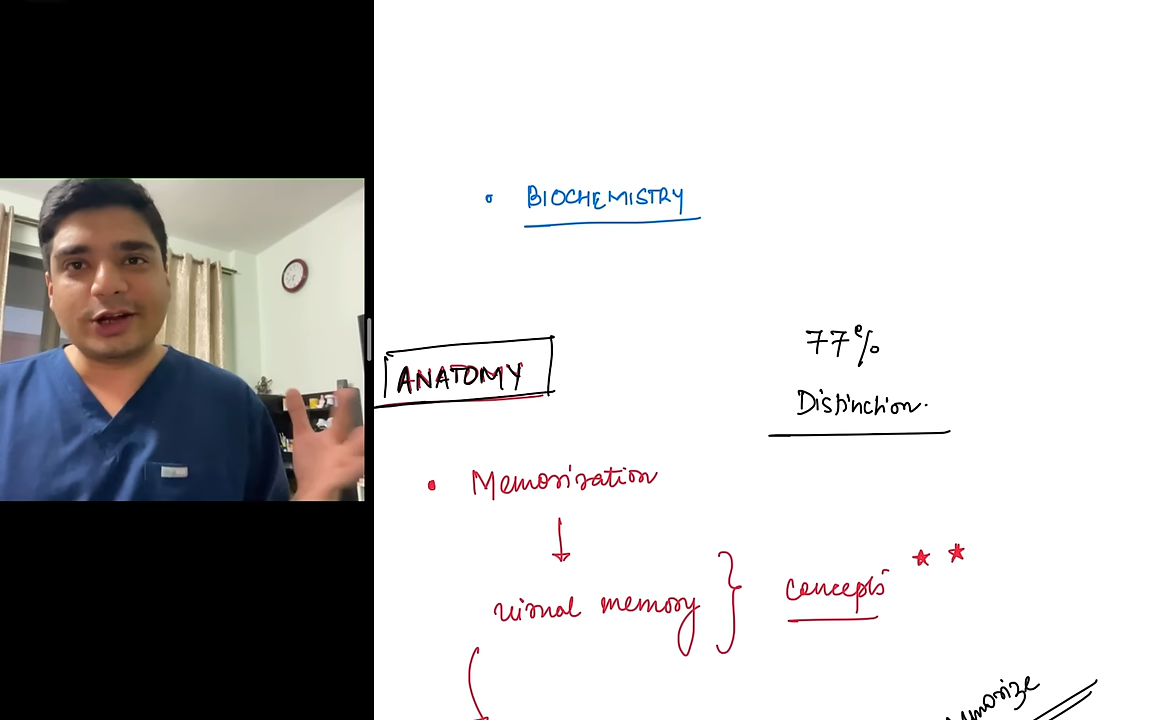 BIOCHEMISTRY
77%
ANATOMY
Distinction.
Memorization
visual memory } concepts